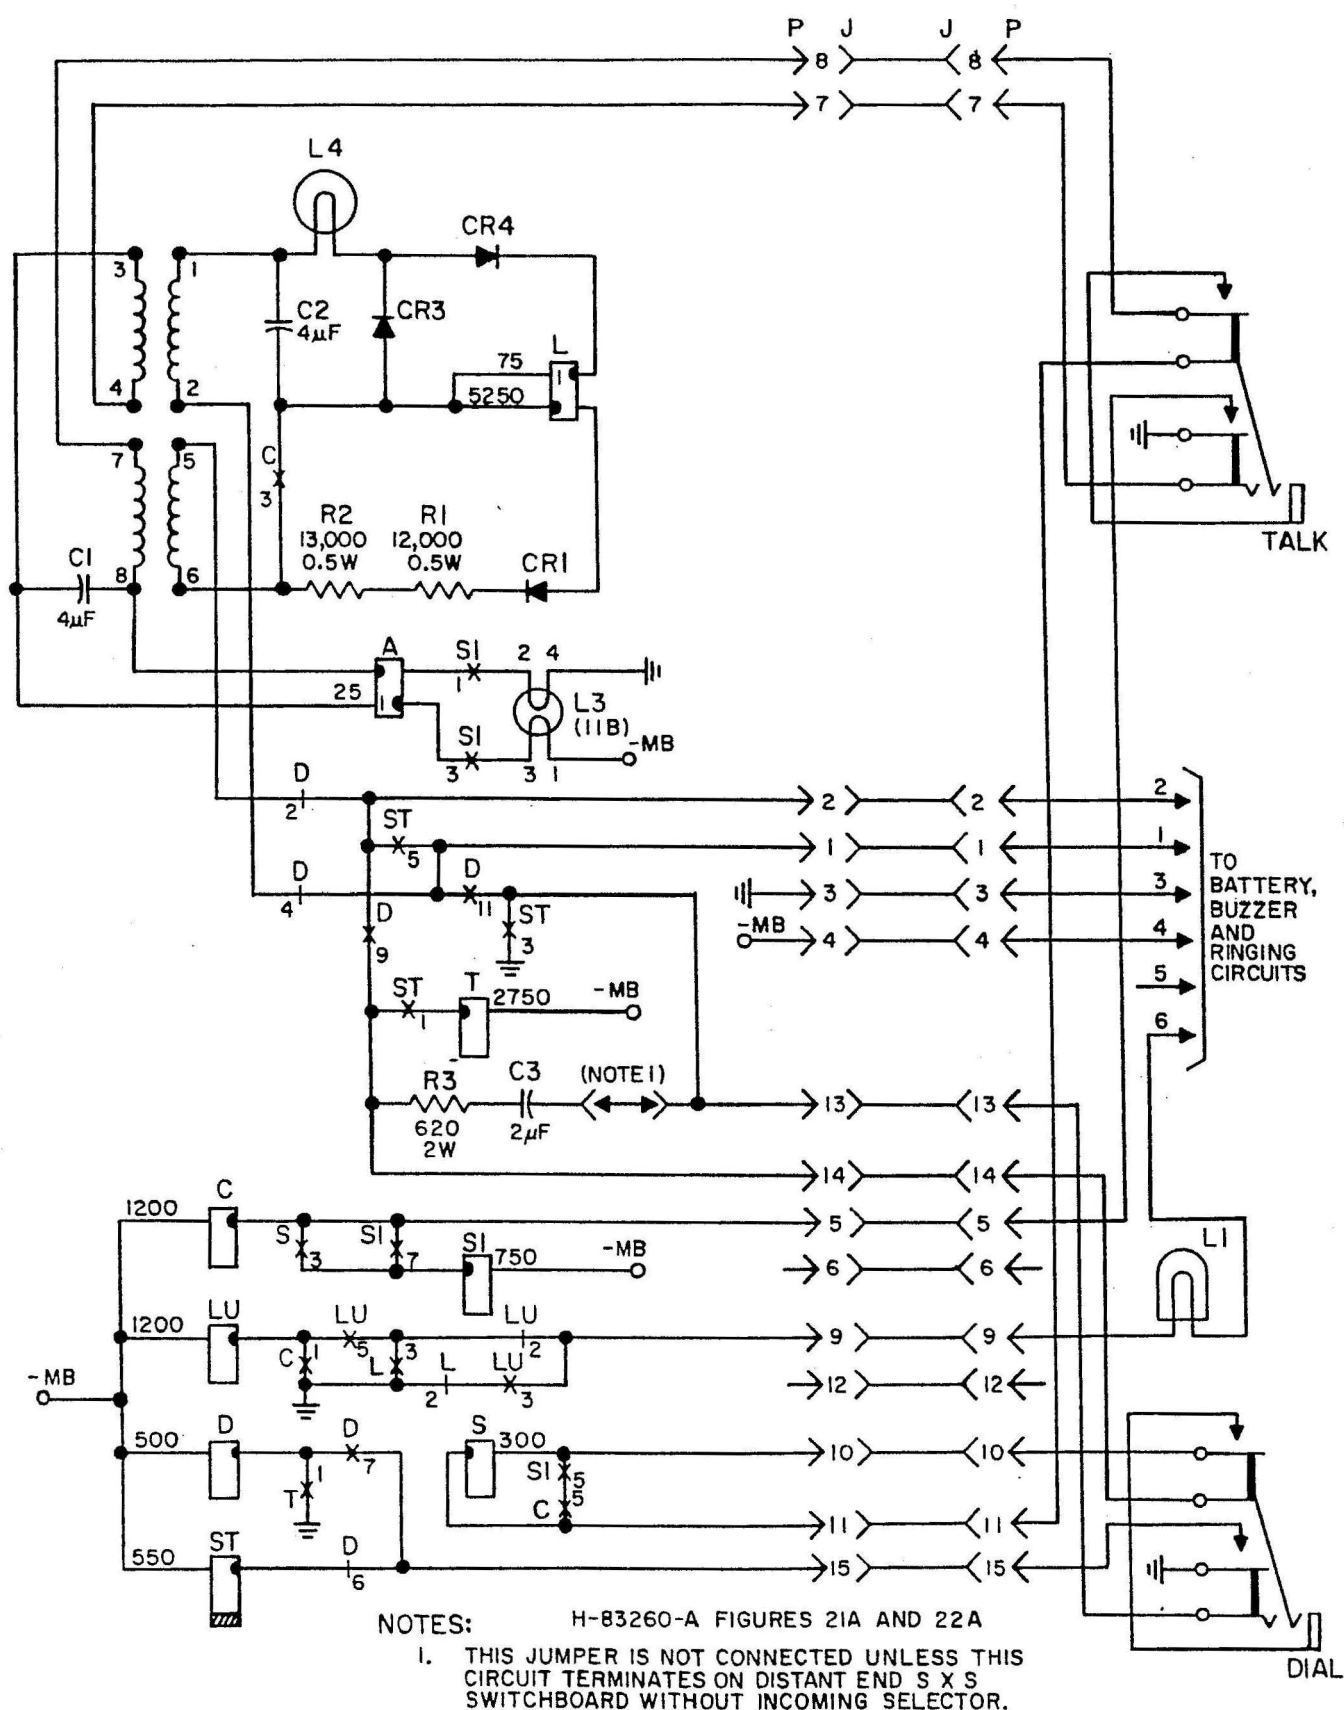 P J J P
8 8
7 7
L4
CR4
3 1
C2
4µF
CR3
L
75
1
5250
4 2
7 5
C
3
R2
13,000
0.5W
R1
12,000
0.5W
CR1
C1
4µF
8 6
TALK
A
25
1
S1
1
2 4
L3
(11B)
S1
3
3 1
-MB
D
2
2 2 2
ST
5
1 1 1
D
4
D
11
3 3 3
ST
3
D
9
-MB
4 4 4
5
6
TO
BATTERY,
BUZZER
AND
RINGING
CIRCUITS
ST
1
T
2750
-MB
R3
620
2W
C3
2µF
(NOTE 1)
13 13
14 14
C
1200
S
3
S1
7
S1
750
-MB
5 5
6 6
L1
LU
1200
LU
5
LU
2
9 9
C
1
L
3
L
2
LU
3
12 12
-MB
D
500
D
7
T
1
S
300
S1
5
5
C
10 10
11 11
ST
550
D
6
15 15
DIAL
NOTES: H-83260-A FIGURES 21A AND 22A
1. THIS JUMPER IS NOT CONNECTED UNLESS THIS
CIRCUIT TERMINATES ON DISTANT END S X S
SWITCHBOARD WITHOUT INCOMING SELECTOR.